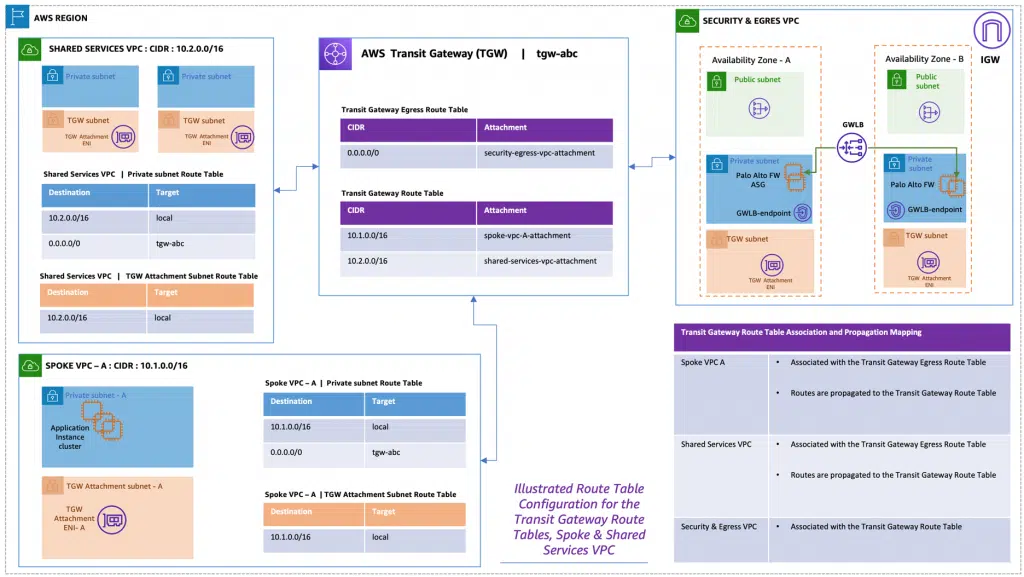 AWS REGION
SHARED SERVICES VPC : CIDR : 10.2.0.0/16
Private subnet
Private subnet
TGW subnet
TGW Attachment
ENI
TGW subnet
TGW Attachment
ENI
Shared Services VPC | Private subnet Route Table
Destination Target
10.2.0.0/16 local
0.0.0.0/0 tgw-abc
Shared Services VPC | TGW Attachment Subnet Route Table
Destination Target
10.2.0.0/16 local
AWS Transit Gateway (TGW) | tgw-abc
Transit Gateway Egress Route Table
CIDR Attachment
0.0.0.0/0 security-egress-vpc-attachment
Transit Gateway Route Table
CIDR Attachment
10.1.0.0/16 spoke-vpc-A-attachment
10.2.0.0/16 shared-services-vpc-attachment
SECURITY & EGRES VPC
IGW
Availability Zone - A
Public subnet
Private subnet
Palo Alto FW
ASG
GWLB-endpoint
TGW subnet
TGW Attachment
ENI
GWLB
Availability Zone - B
Public
subnet
Private
subnet
Palo Alto FW
GWLB-endpoint
TGW subnet
TGW Attachment
ENI
SPOKE VPC – A : CIDR : 10.1.0.0/16
Private subnet - A
Application
Instance
cluster
TGW Attachment subnet - A
TGW
Attachment
ENI- A
Spoke VPC – A | Private subnet Route Table
Destination Target
10.1.0.0/16 local
0.0.0.0/0 tgw-abc
Spoke VPC – A | TGW Attachment Subnet Route Table
Destination Target
10.1.0.0/16 local
Illustrated Route Table
Configuration for the
Transit Gateway Route
Tables, Spoke & Shared
Services VPC
Transit Gateway Route Table Association and Propagation Mapping
Spoke VPC A • Associated with the Transit Gateway Egress Route Table
• Routes are propagated to the Transit Gateway Route Table
Shared Services VPC • Associated with the Transit Gateway Egress Route Table
• Routes are propagated to the Transit Gateway Route Table
Security & Egress VPC • Associated with the Transit Gateway Route Table